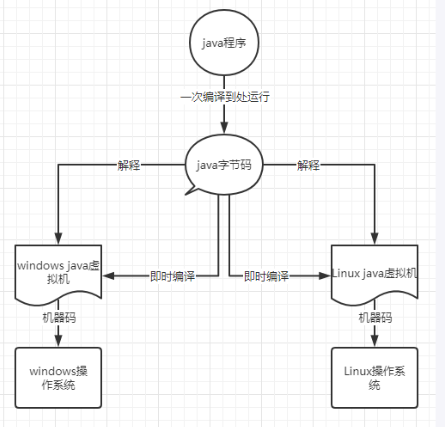 java程序
一次编译到处运行
java字节码
解释
解释
windows java虚
拟机
即时编译
即时编译
Linux java虚拟机
机器码
机器码
windows操
作系统
Linux操作系
统